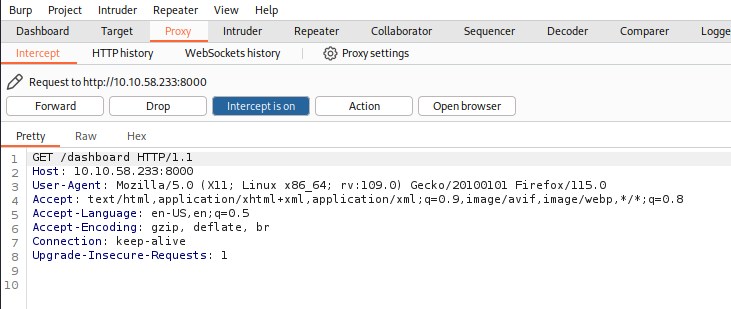 Burp Project Intruder Repeater View Help
Dashboard Target Proxy Intruder Repeater Collaborator Sequencer Decoder Comparer Logge
Intercept HTTP history WebSockets history Proxy settings
Request to http://10.10.58.233:8000
Forward Drop Intercept is on Action Open browser
Pretty Raw Hex
1 GET /dashboard HTTP/1.1
2 Host: 10.10.58.233:8000
3 User-Agent: Mozilla/5.0 (X11; Linux x86_64; rv:109.0) Gecko/20100101 Firefox/115.0
4 Accept: text/html,application/xhtml+xml,application/xml;q=0.9,image/avif,image/webp,*/*;q=0.8
5 Accept-Language: en-US,en;q=0.5
6 Accept-Encoding: gzip, deflate, br
7 Connection: keep-alive
8 Upgrade-Insecure-Requests: 1
9
10